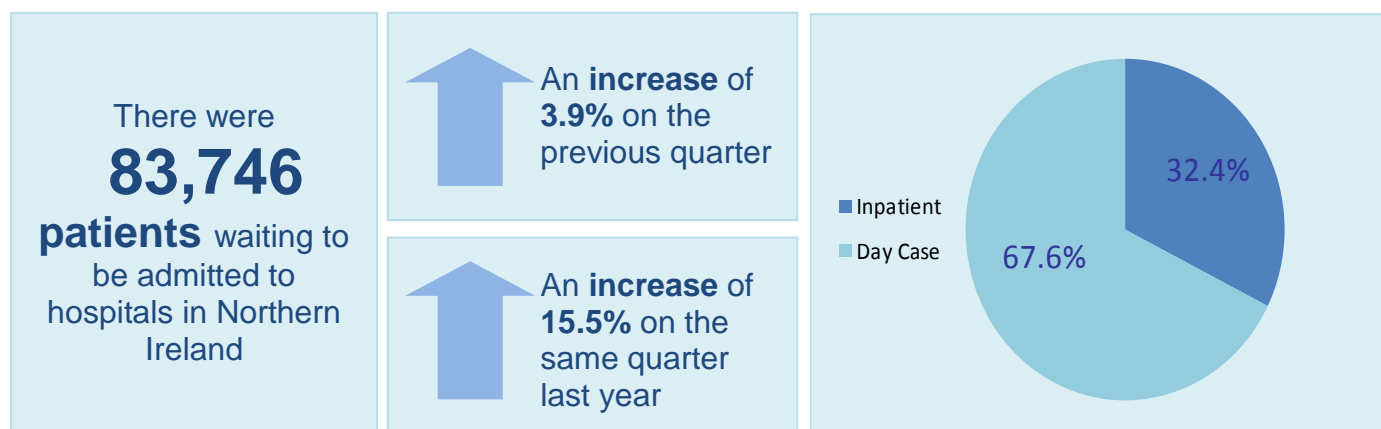 There were
83,746
patients waiting to
be admitted to
hospitals in Northern
Ireland
An increase of
3.9% on the
previous quarter
An increase of
15.5% on the
same quarter
last year
Inpatient
Day Case
32.4%
67.6%